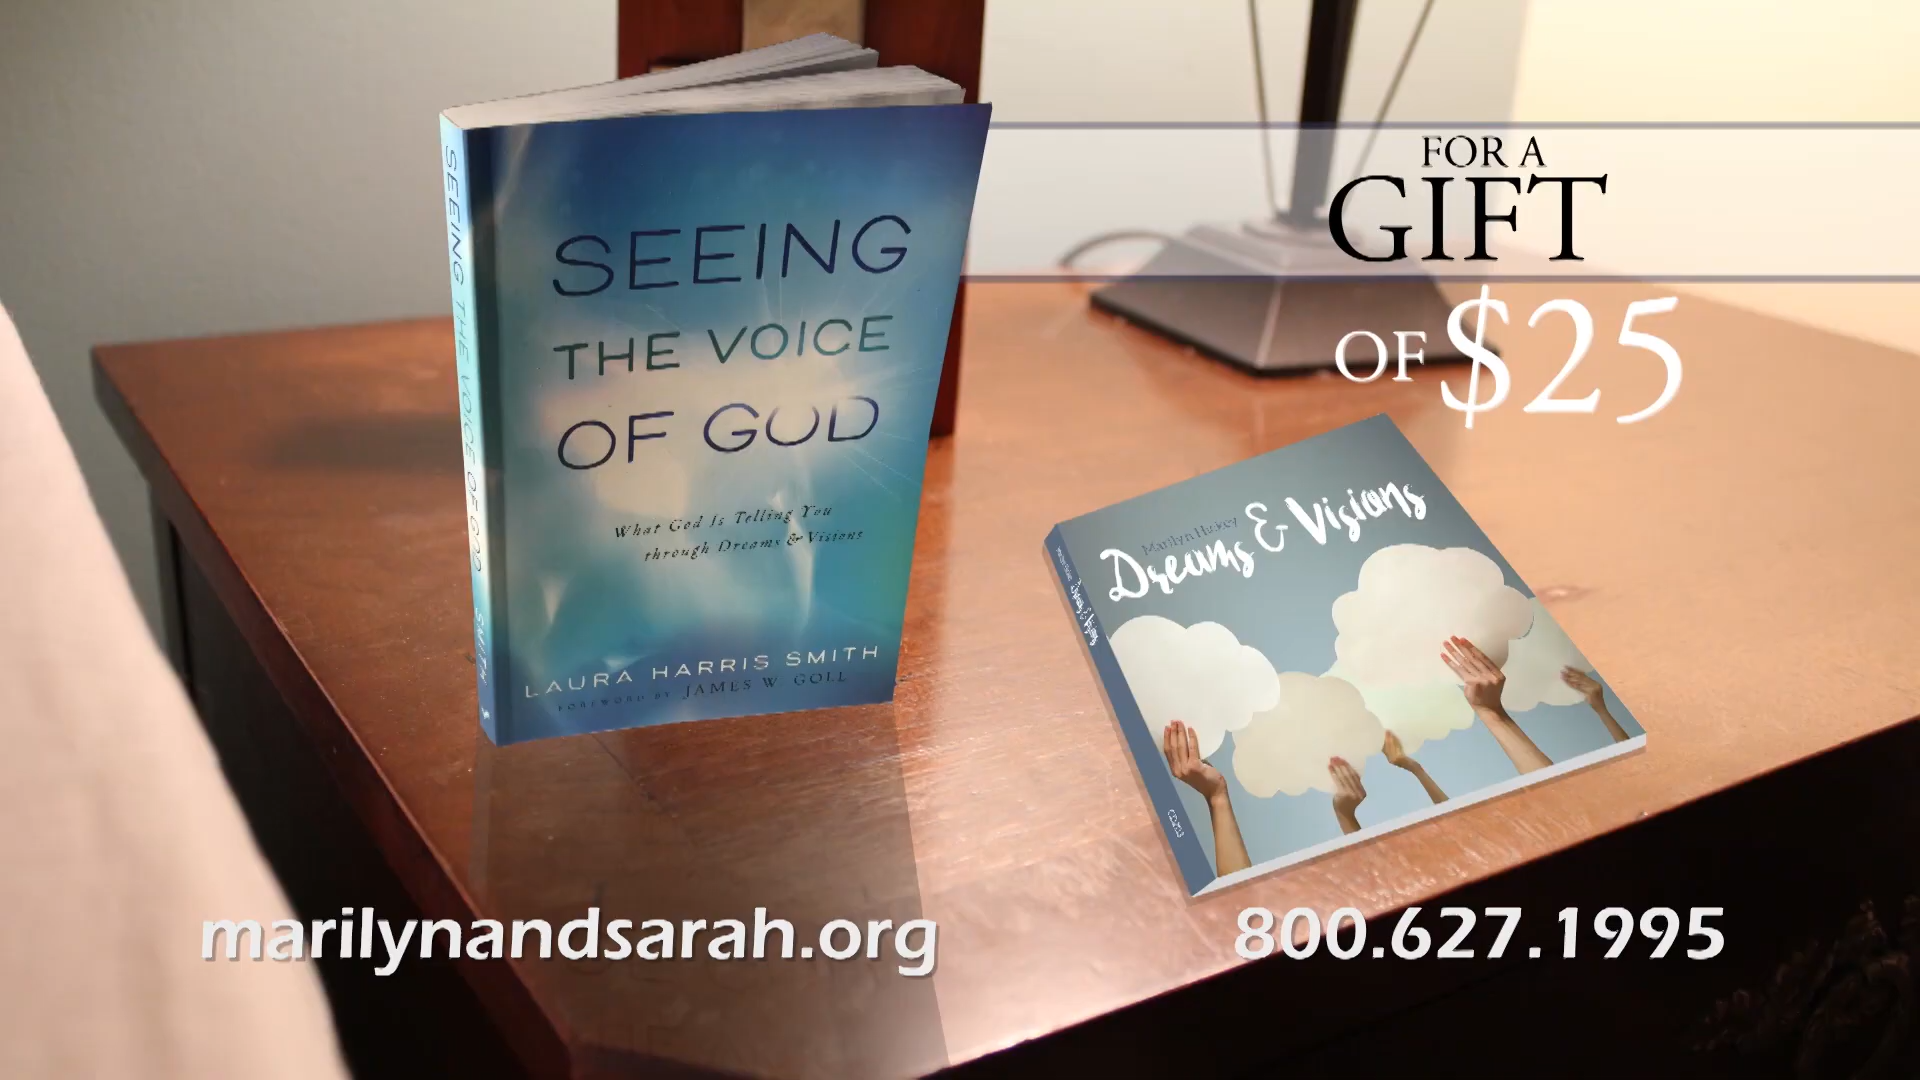 SEEING THE VOICE OF GOD SMITH
SEEING
THE VOICE
OF GOD
What God Is Telling You
through Dreams & Visions
LAURA HARRIS SMITH
FOREWORD BY JAMES W. GOLL
FOR A
GIFT
OF $25
Marilyn Hickey
Dreams & Visions
marilynandsarah.org
800.627.1995